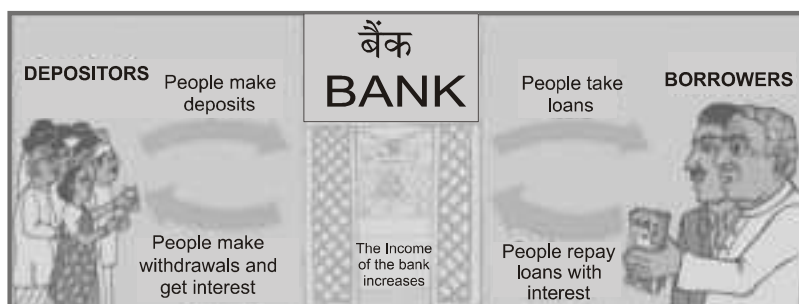 बैंक
BANK
DEPOSITORS
People make
deposits
People take
loans
BORROWERS
People make
withdrawals and
get interest
The Income
of the bank
increases
People repay
loans with
interest